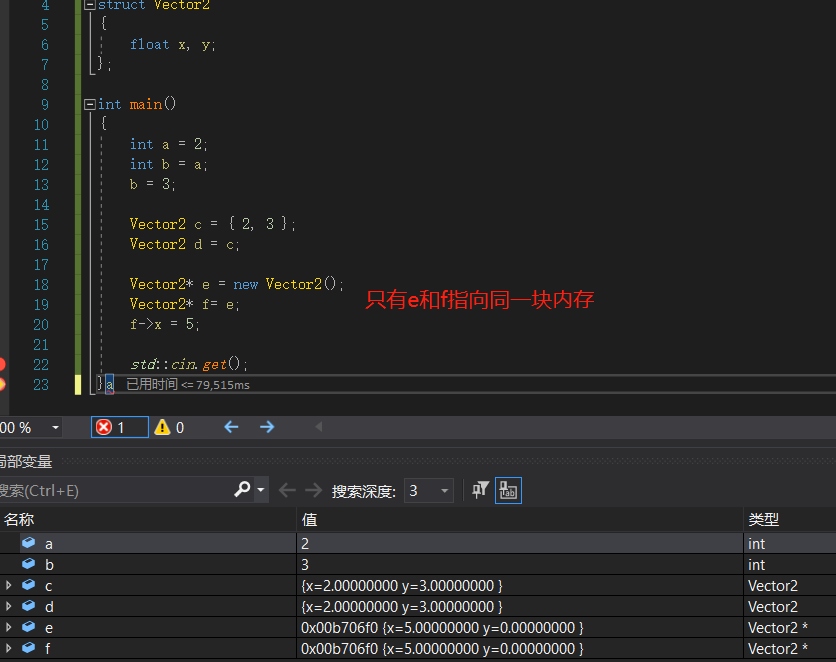 4 struct Vector2
5 {
6 float x, y;
7 };
8
9 int main()
10 {
11 int a = 2;
12 int b = a;
13 b = 3;
14
15 Vector2 c = { 2, 3 };
16 Vector2 d = c;
17
18 Vector2* e = new Vector2();
只有e和f指向同一块内存
19 Vector2* f= e;
20 f->x = 5;
21
22 std::cin.get();
23 }a 已用时间 <= 79,515ms
00 % 1 0
局部变量
搜索(Ctrl+E) 搜索深度: 3
名称 值 类型
a 2 int
b 3 int
c {x=2.00000000 y=3.00000000 } Vector2
d {x=2.00000000 y=3.00000000 } Vector2
e 0x00b706f0 {x=5.00000000 y=0.00000000 } Vector2 *
f 0x00b706f0 {x=5.00000000 y=0.00000000 } Vector2 *